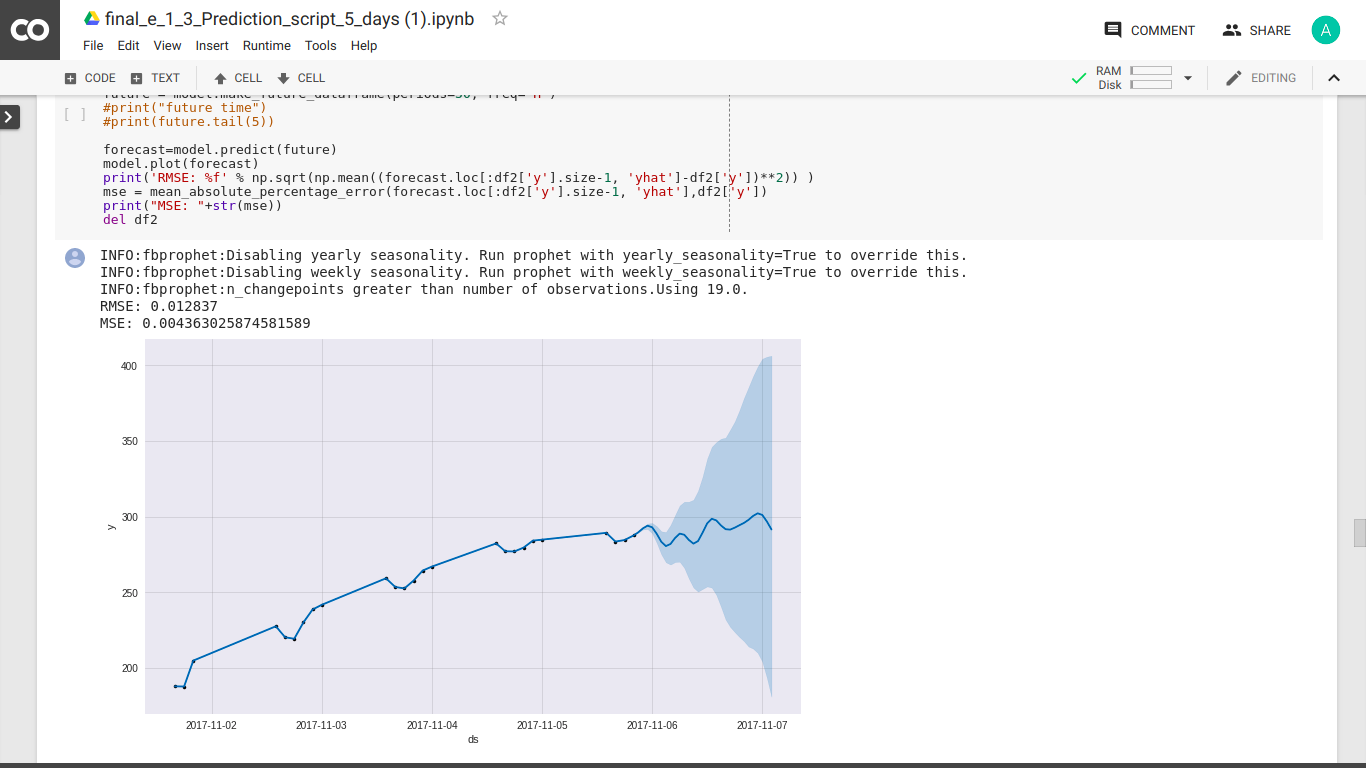 CO final_e_1_3_Prediction_script_5_days (1).ipynb
File Edit View Insert Runtime Tools Help
COMMENT SHARE A
CODE TEXT CELL CELL RAM Disk EDITING
future = model.make_future_dataframe(periods=30, freq='H')
[ ] #print("future time")
#print(future.tail(5))
forecast=model.predict(future)
model.plot(forecast)
print('RMSE: %f' % np.sqrt(np.mean((forecast.loc[:df2['y'].size-1, 'yhat']-df2['y'])**2)) )
mse = mean_absolute_percentage_error(forecast.loc[:df2['y'].size-1, 'yhat'],df2['y'])
print("MSE: "+str(mse))
del df2
INFO:fbprophet:Disabling yearly seasonality. Run prophet with yearly_seasonality=True to override this.
INFO:fbprophet:Disabling weekly seasonality. Run prophet with weekly_seasonality=True to override this.
INFO:fbprophet:n_changepoints greater than number of observations.Using 19.0.
RMSE: 0.012837
MSE: 0.004363025874581589
400
350
300
y
250
200
2017-11-02 2017-11-03 2017-11-04 2017-11-05 2017-11-06 2017-11-07
ds